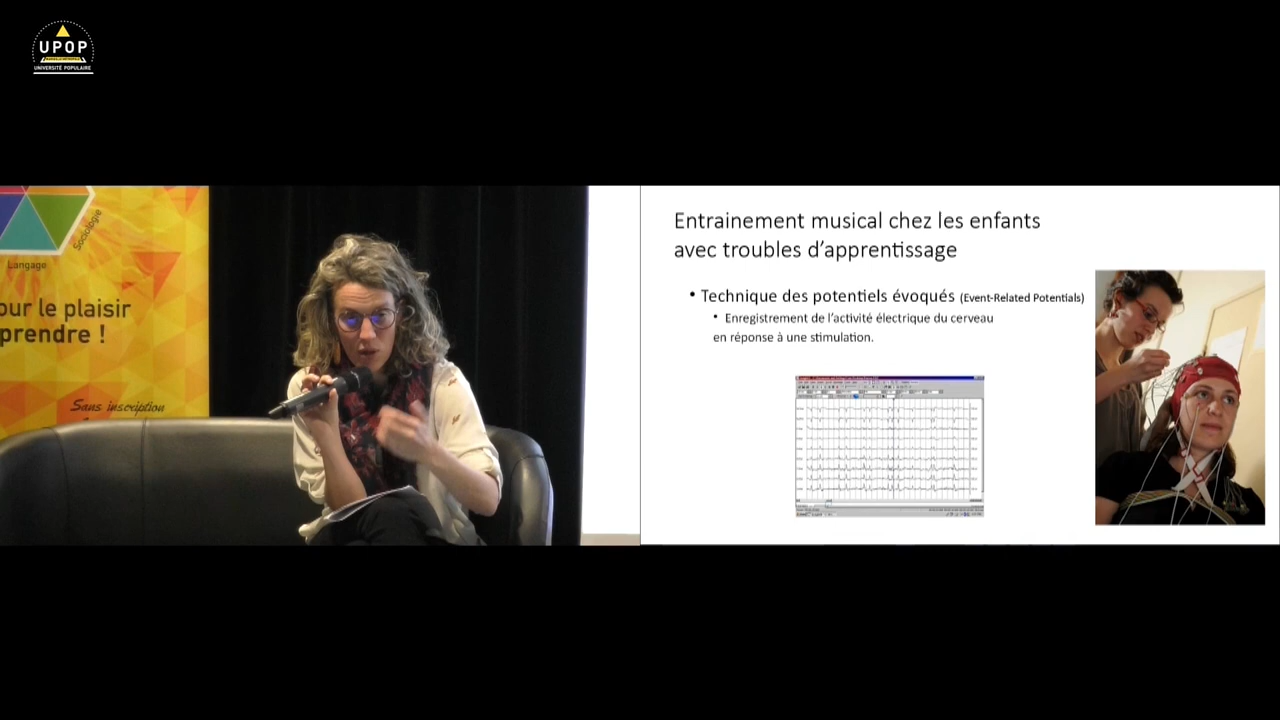 UPOP
UNIVERSITÉ POPULAIRE
Sociologie
Langage
our le plaisir
prendre !
Sans inscription
Entrainement musical chez les enfants
avec troubles d’apprentissage
• Technique des potentiels évoqués (Event-Related Potentials)
• Enregistrement de l’activité électrique du cerveau
en réponse à une stimulation.